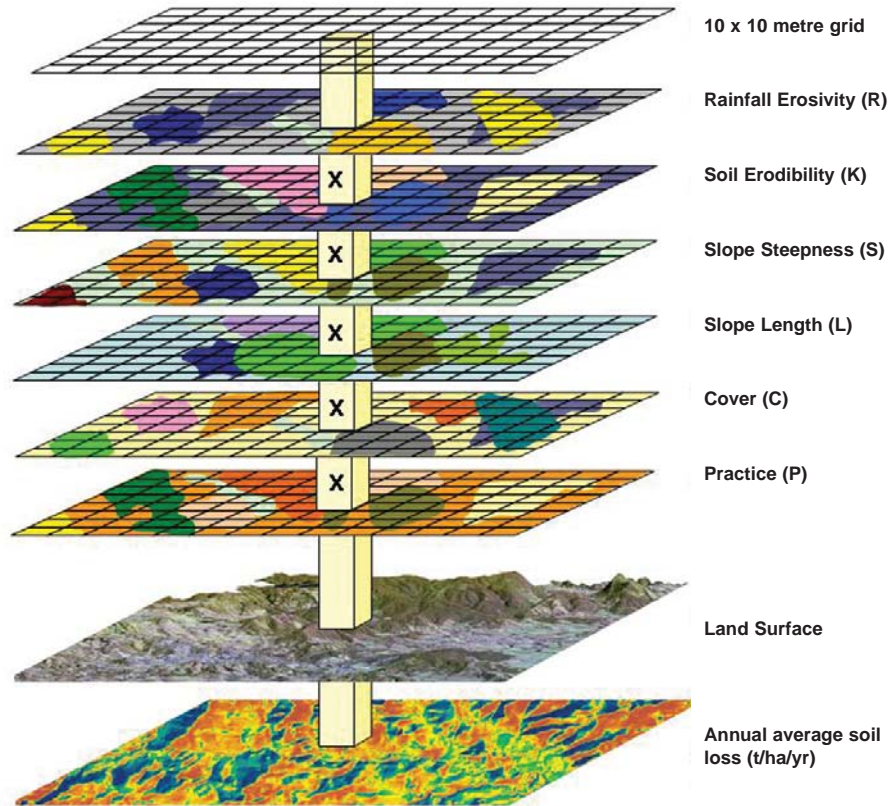 10 x 10 metre grid
Rainfall Erosivity (R)
X
Soil Erodibility (K)
X
Slope Steepness (S)
X
Slope Length (L)
X
Cover (C)
X
Practice (P)
Land Surface
Annual average soil
loss (t/ha/yr)